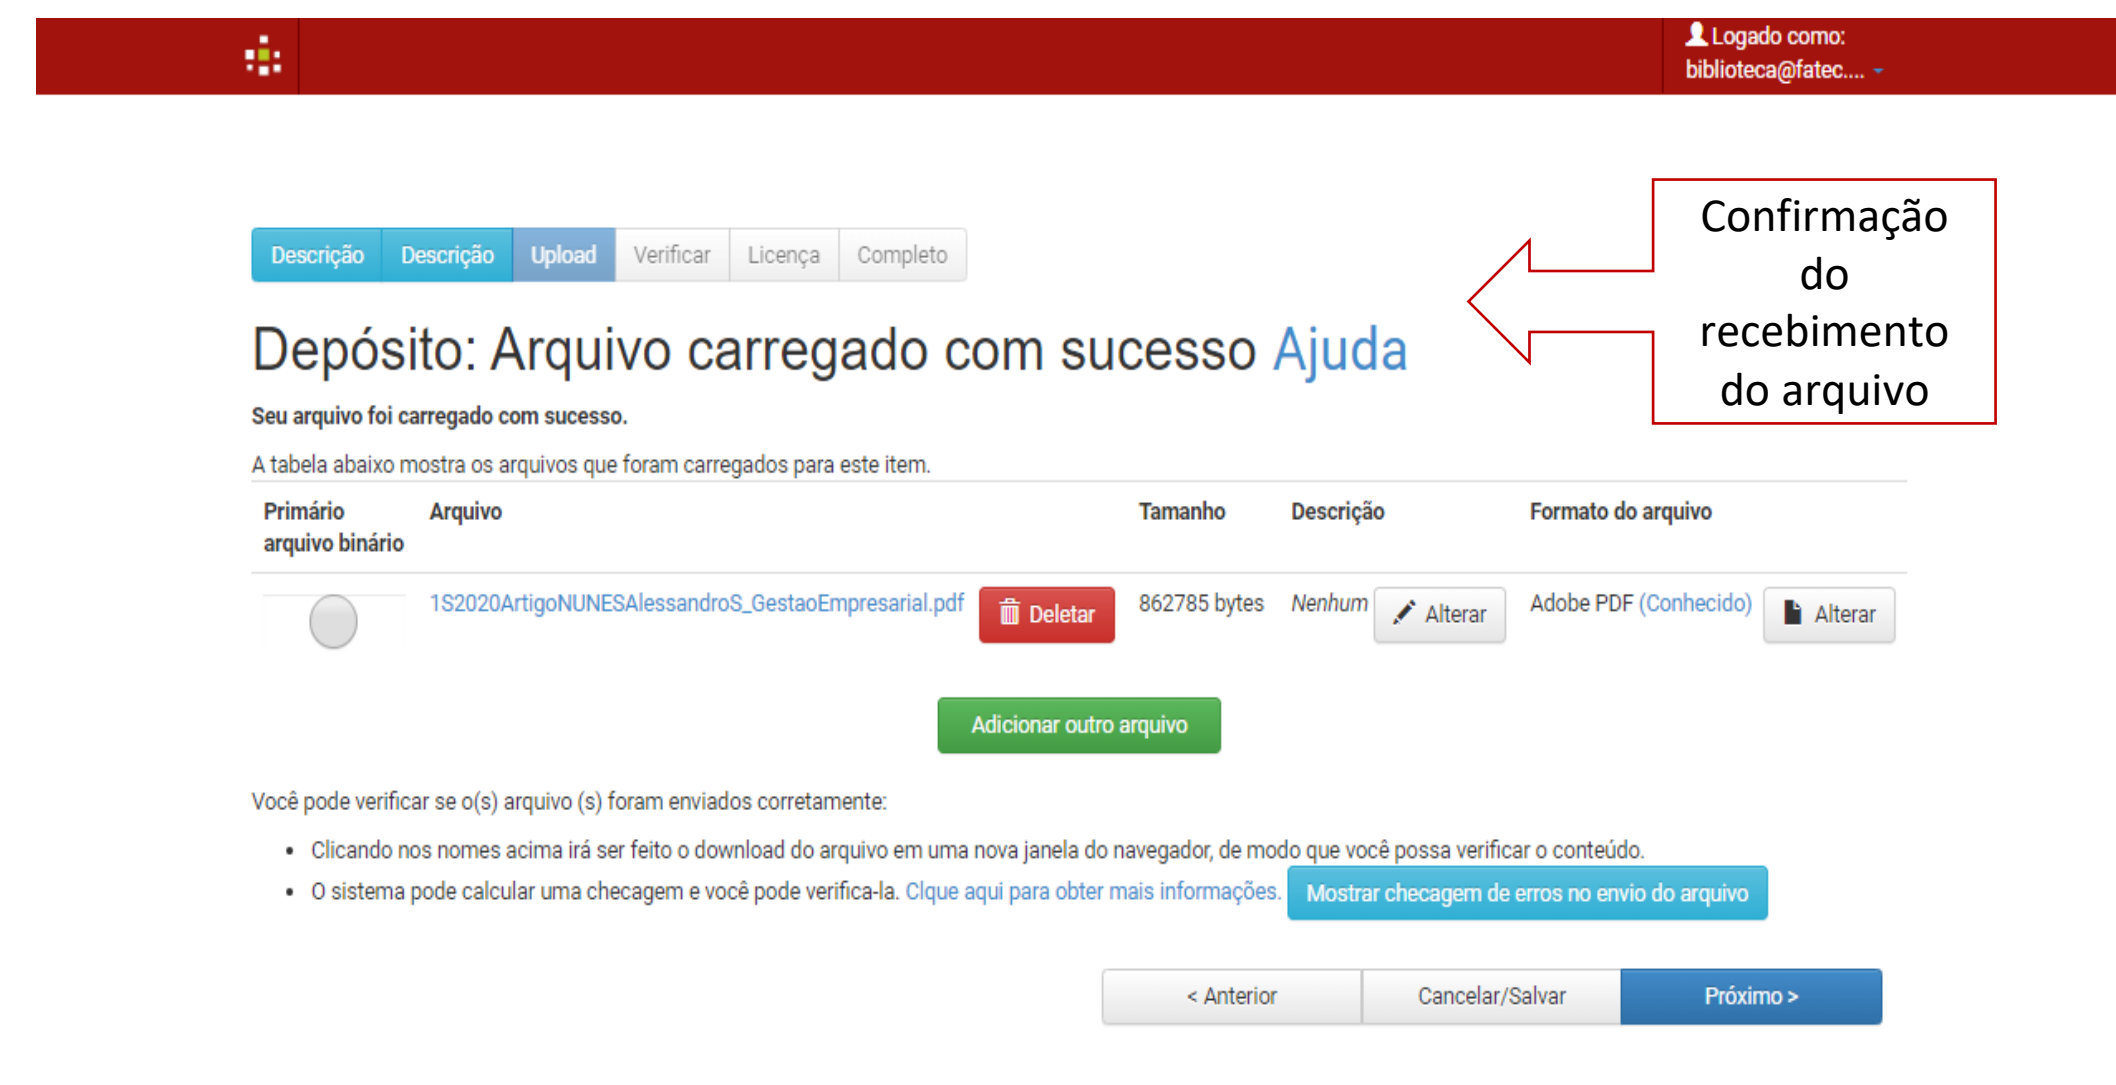 Logado como:
biblioteca@fatec....
Confirmação
do
recebimento
do arquivo
Descrição Descrição Upload Verificar Licença Completo
Depósito: Arquivo carregado com sucesso Ajuda
Seu arquivo foi carregado com sucesso.
A tabela abaixo mostra os arquivos que foram carregados para este item.
Primário Arquivo Tamanho Descrição Formato do arquivo
arquivo binário
1S2020ArtigoNUNESAlessandroS_GestaoEmpresarial.pdf Deletar 862785 bytes Nenhum Alterar Adobe PDF (Conhecido) Alterar
Adicionar outro arquivo
Você pode verificar se o(s) arquivo (s) foram enviados corretamente:
• Clicando nos nomes acima irá ser feito o download do arquivo em uma nova janela do navegador, de modo que você possa verificar o conteúdo.
• O sistema pode calcular uma checagem e você pode verifica-la. Clque aqui para obter mais informações. Mostrar checagem de erros no envio do arquivo
< Anterior Cancelar/Salvar Próximo >